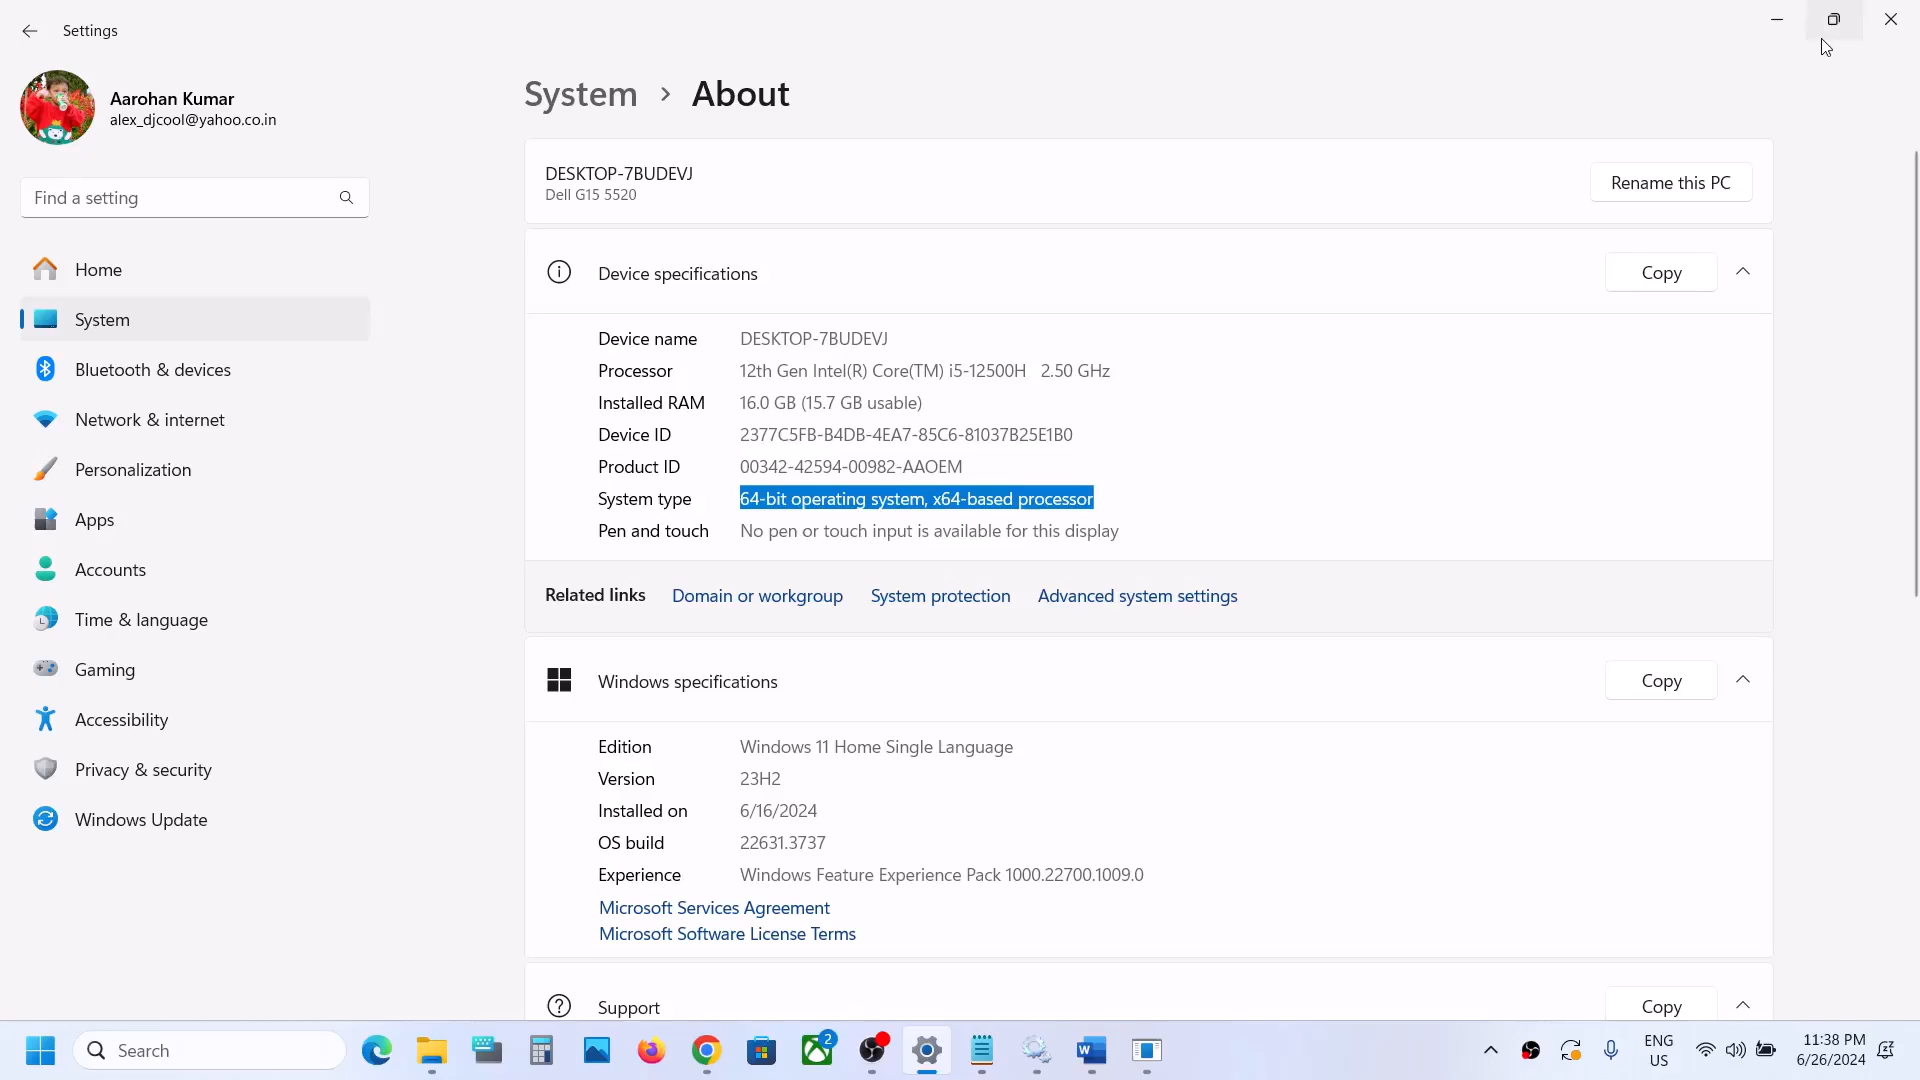 Settings
Aarohan Kumar
alex_djcool@yahoo.co.in
Find a setting
Home
System
Bluetooth & devices
Network & internet
Personalization
Apps
Accounts
Time & language
Gaming
Accessibility
Privacy & security
Windows Update
System > About
DESKTOP-7BUDEVJ
Dell G15 5520
Rename this PC
Device specifications
Copy
Device name DESKTOP-7BUDEVJ
Processor 12th Gen Intel(R) Core(TM) i5-12500H 2.50 GHz
Installed RAM 16.0 GB (15.7 GB usable)
Device ID 2377C5FB-B4DB-4EA7-85C6-81037B25E1B0
Product ID 00342-42594-00982-AAOEM
System type 64-bit operating system, x64-based processor
Pen and touch No pen or touch input is available for this display
Related links Domain or workgroup System protection Advanced system settings
Windows specifications
Copy
Edition Windows 11 Home Single Language
Version 23H2
Installed on 6/16/2024
OS build 22631.3737
Experience Windows Feature Experience Pack 1000.22700.1009.0
Microsoft Services Agreement
Microsoft Software License Terms
Support
Copy
Search
2
ENG
US
11:38 PM
6/26/2024